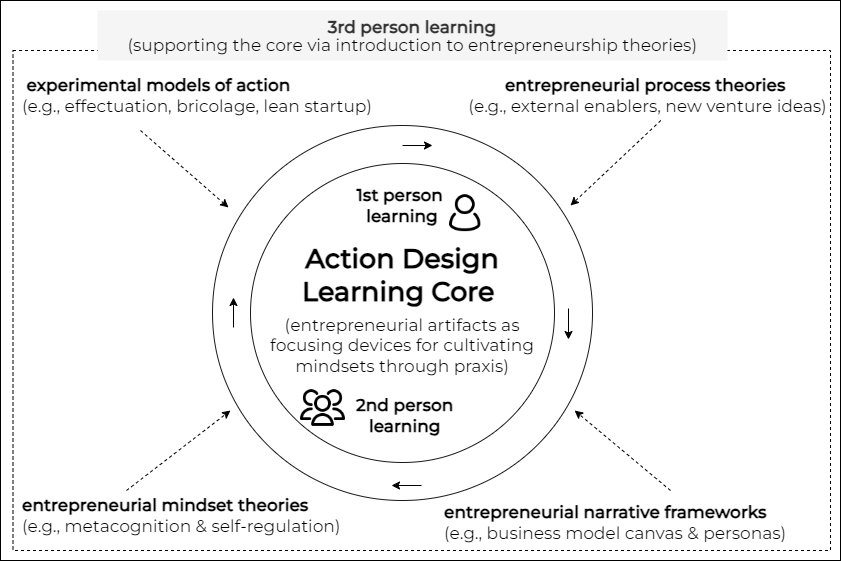 3rd person learning
(supporting the core via introduction to entrepreneurship theories)
experimental models of action
(e.g., effectuation, bricolage, lean startup)
entrepreneurial process theories
(e.g., external enablers, new venture ideas)
1st person
learning
Action Design
Learning Core
(entrepreneurial artifacts as
focusing devices for cultivating
mindsets through praxis)
2nd person
learning
entrepreneurial mindset theories
(e.g., metacognition & self-regulation)
entrepreneurial narrative frameworks
(e.g., business model canvas & personas)